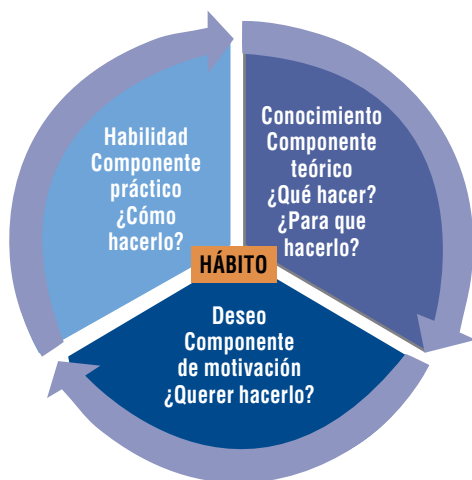 Habilidad
Componente
práctico
¿Cómo
hacerlo?
Conocimiento
Componente
teórico
¿Qué hacer?
¿Para que
hacerlo?
HÁBITO
Deseo
Componente
de motivación
¿Querer hacerlo?